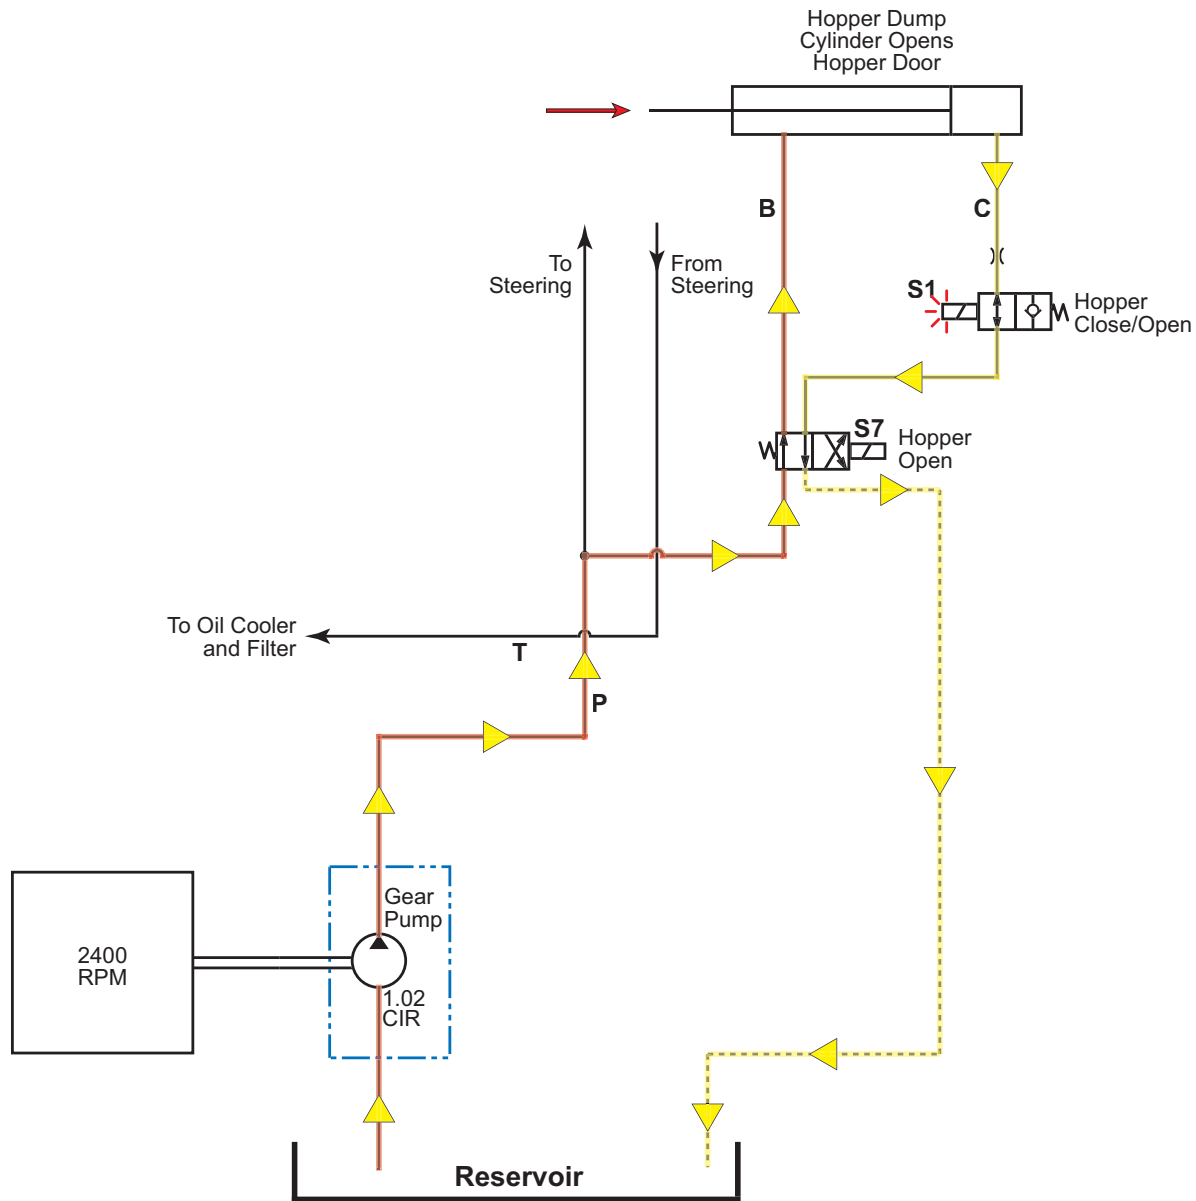 Hopper Dump
Cylinder Opens
Hopper Door
B
C
To
Steering
From
Steering
S1
Hopper
Close/Open
S7
Hopper
Open
To Oil Cooler
and Filter
T
P
Gear
Pump
2400
RPM
1.02
CIR
Reservoir